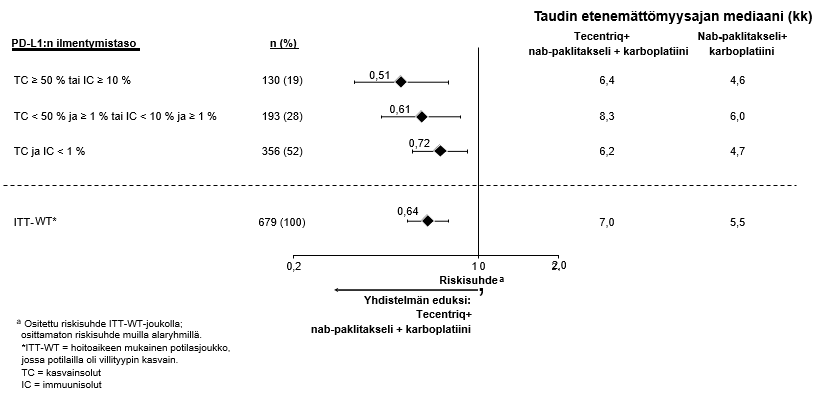 Taudin etenemättömyysajan mediaani (kk)
PD-L1:n ilmentymistaso n (%) Tecentriq+ nab-paklitakseli + karboplatiini Nab-paklitakseli+ karboplatiini
TC ≥ 50 % tai IC ≥ 10 % 130 (19) 0,51 6,4 4,6
TC < 50 % ja ≥ 1 % tai IC < 10 % ja ≥ 1 % 193 (28) 0,61 8,3 6,0
TC ja IC < 1 % 356 (52) 0,72 6,2 4,7
ITT-WT* 679 (100) 0,64 7,0 5,5
0,2 1,0 2,0
Riskisuhde a
Yhdistelmän eduksi:
Tecentriq+
nab-paklitakseli + karboplatiini
a Ositettu riskisuhde ITT-WT-joukolla;
osittamaton riskisuhde muilla alaryhmillä.
*ITT-WT = hoitoaikeen mukainen potilasjoukko,
jossa potilailla oli villityypin kasvain.
TC = kasvainsolut
IC = immuunisolut